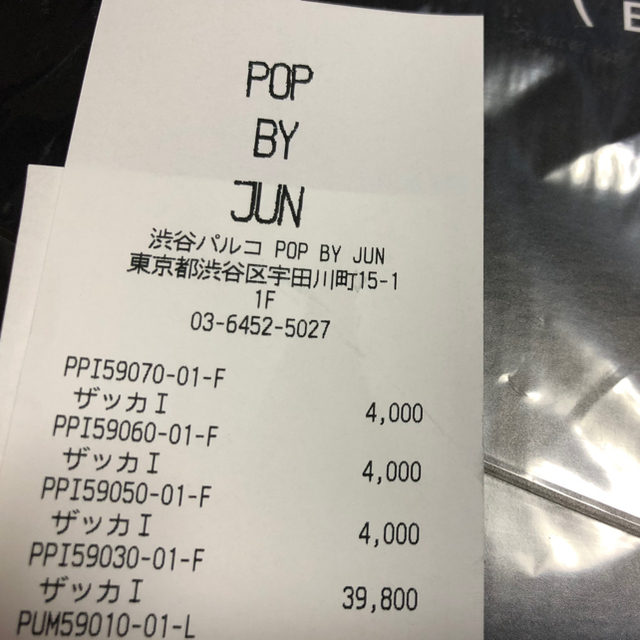 POP
BY
JUN
渋谷パルコ POP BY JUN
東京都渋谷区宇田川町15-1
1F
03-6452-5027
PPI59070-01-F
ザッカI 4,000
PPI59060-01-F
ザッカI 4,000
PPI59050-01-F
ザッカI 4,000
PPI59030-01-F
ザッカI 39,800
PUM59010-01-L